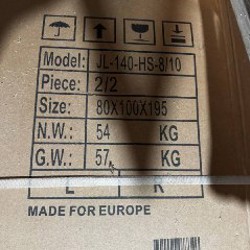 Model: JL-140-HS-8/10
Piece: 2/2
Size: 80X100X195
N.W.: 54 KG
G.W.: 57 KG
L R
MADE FOR EUROPE